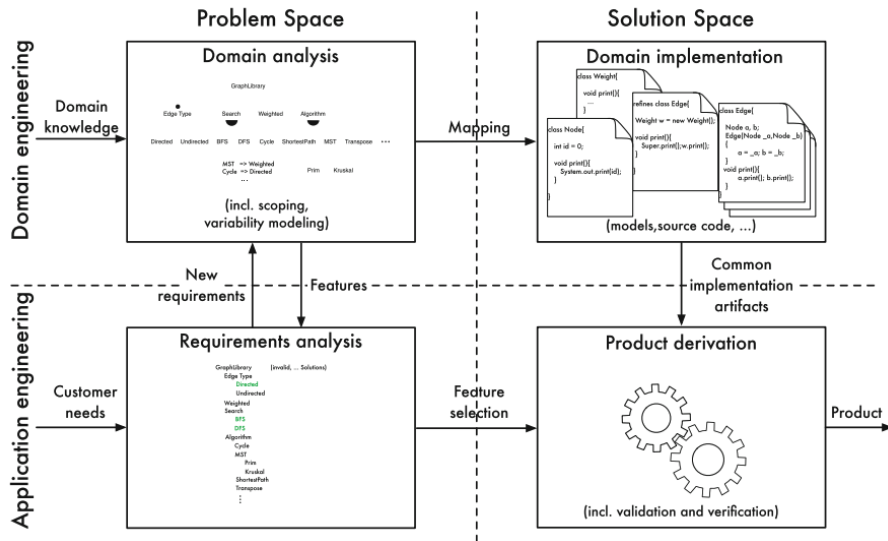 Problem Space
Solution Space
Domain engineering
Domain knowledge
Domain analysis
GraphLibrary
Edge Type Search Weighted Algorithm
Directed Undirected BFS DFS Cycle ShortestPath MST Transpose ...
MST => Weighted
Cycle => Directed
...
Prim Kruskal
(incl. scoping,
variability modeling)
Mapping
Domain implementation
class Weight{
void print(){
...
}
class Node{
int id = 0;
void print(){
System.out.print(id);
}
}
refines class Edge{
Weight w = new Weight();
void print(){
Super.print();w.print();
}
}
class Edge{
Node a, b;
Edge(Node _a,Node _b)
{
a = _a; b = _b;
}
void print(){
a.print(); b.print();
}
}
(models,source code, ...)
New
requirements
Features
Common
implementation
artifacts
Application engineering
Customer
needs
Requirements analysis
GraphLibrary (invalid, ... Solutions)
Edge Type
Directed
Undirected
Weighted
Search
BFS
DFS
Algorithm
Cycle
MST
Prim
Kruskal
ShortestPath
Transpose
⋮
Feature
selection
Product derivation
(incl. validation and verification)
Product